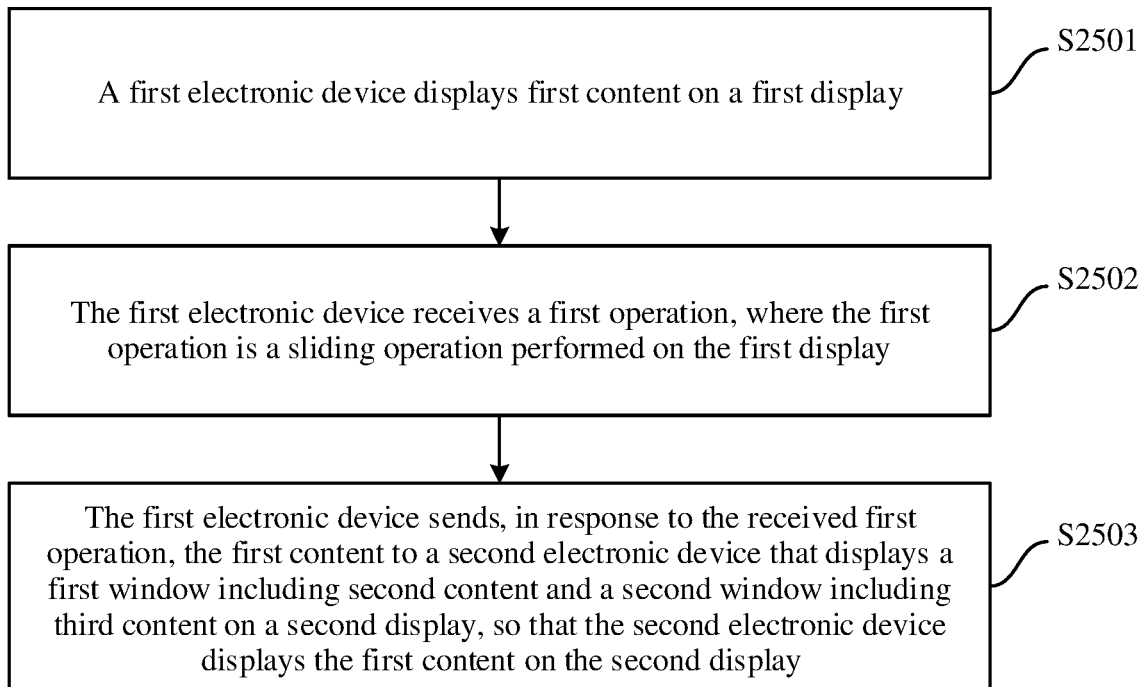 A first electronic device displays first content on a first display
S2501
The first electronic device receives a first operation, where the first
operation is a sliding operation performed on the first display
S2502
The first electronic device sends, in response to the received first
operation, the first content to a second electronic device that displays a
first window including second content and a second window including
third content on a second display, so that the second electronic device
displays the first content on the second display
S2503